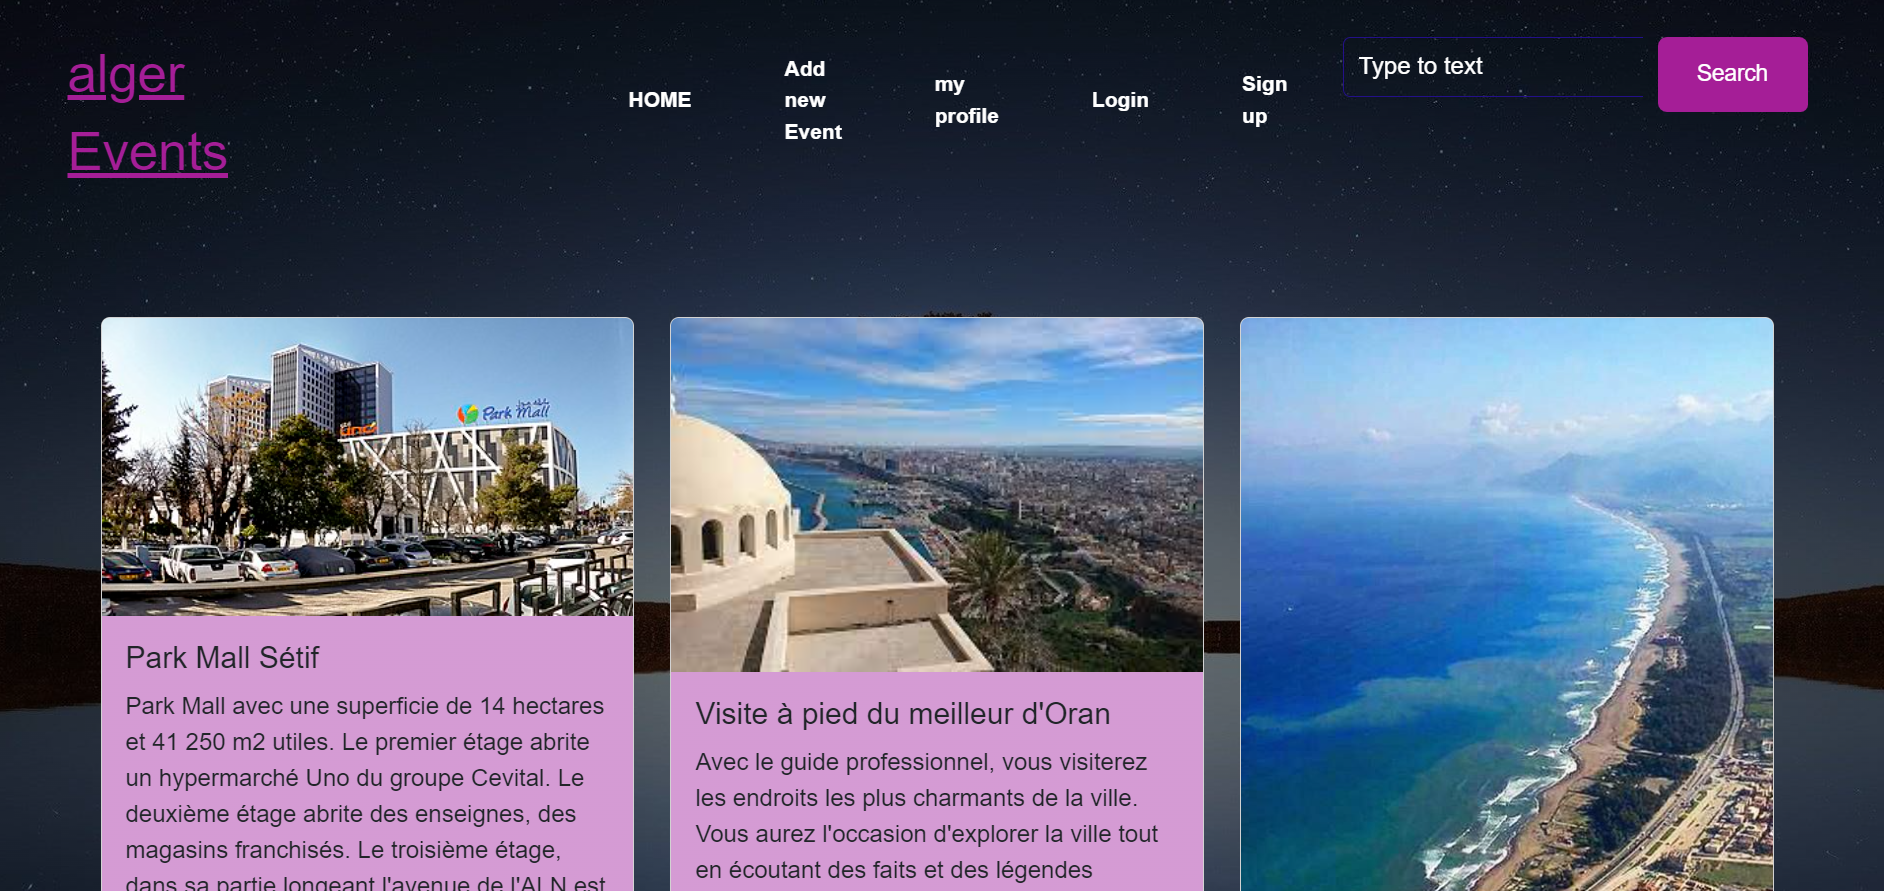 alger
Events
HOME
Add
new
Event
my
profile
Login
Sign
up
Type to text
Search
Park Mall
UNO
Park Mall Sétif
Park Mall avec une superficie de 14 hectares
et 41 250 m2 utiles. Le premier étage abrite
un hypermarché Uno du groupe Cevital. Le
deuxième étage abrite des enseignes, des
magasins franchisés. Le troisième étage,
dans sa partie longeant l'avenue de l'ALN est
Visite à pied du meilleur d'Oran
Avec le guide professionnel, vous visiterez
les endroits les plus charmants de la ville.
Vous aurez l'occasion d'explorer la ville tout
en écoutant des faits et des légendes